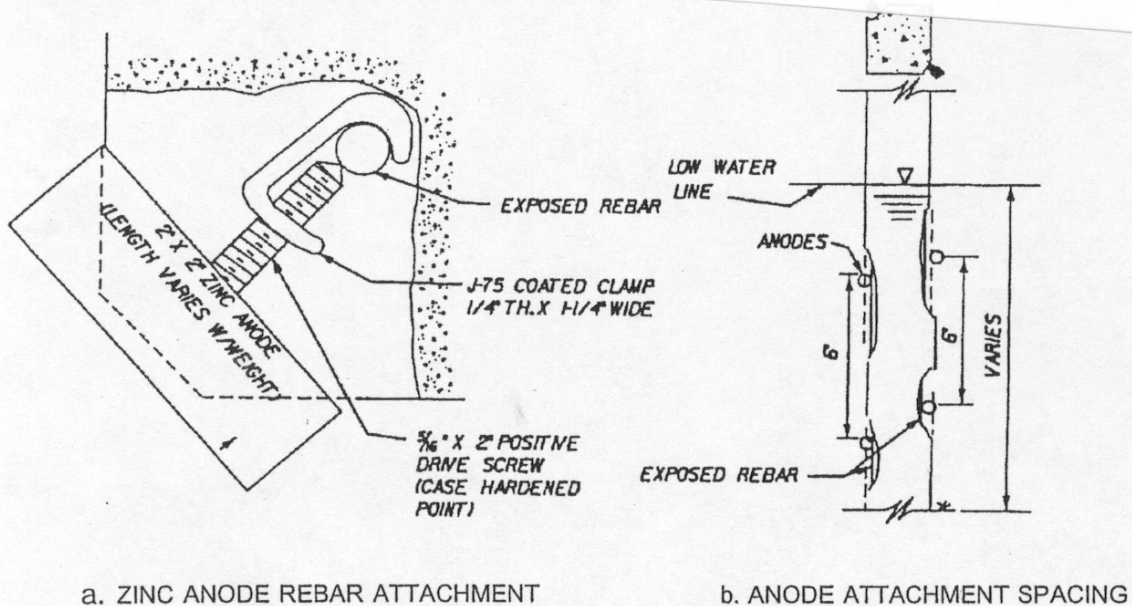 2" X 2" ZINC ANODE
(LENGTH VARIES W/WEIGHT)
EXPOSED REBAR
J-75 COATED CLAMP
1/4" TH. X 1-1/4" WIDE
5/16" X 2" POSITIVE
DRIVE SCREW
(CASE HARDENED
POINT)
a. ZINC ANODE REBAR ATTACHMENT
LOW WATER
LINE
ANODES
6'
6'
VARIES
EXPOSED REBAR
b. ANODE ATTACHMENT SPACING